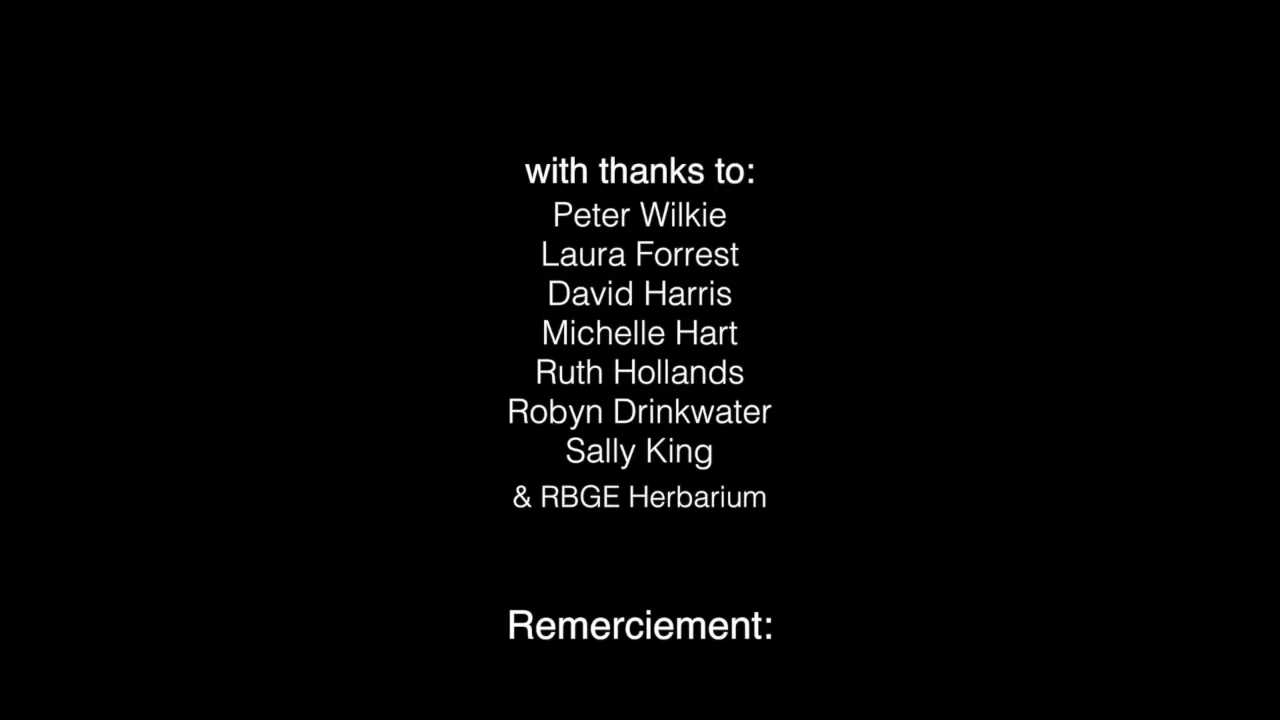 with thanks to:
Peter Wilkie
Laura Forrest
David Harris
Michelle Hart
Ruth Hollands
Robyn Drinkwater
Sally King
& RBGE Herbarium
Remerciement: